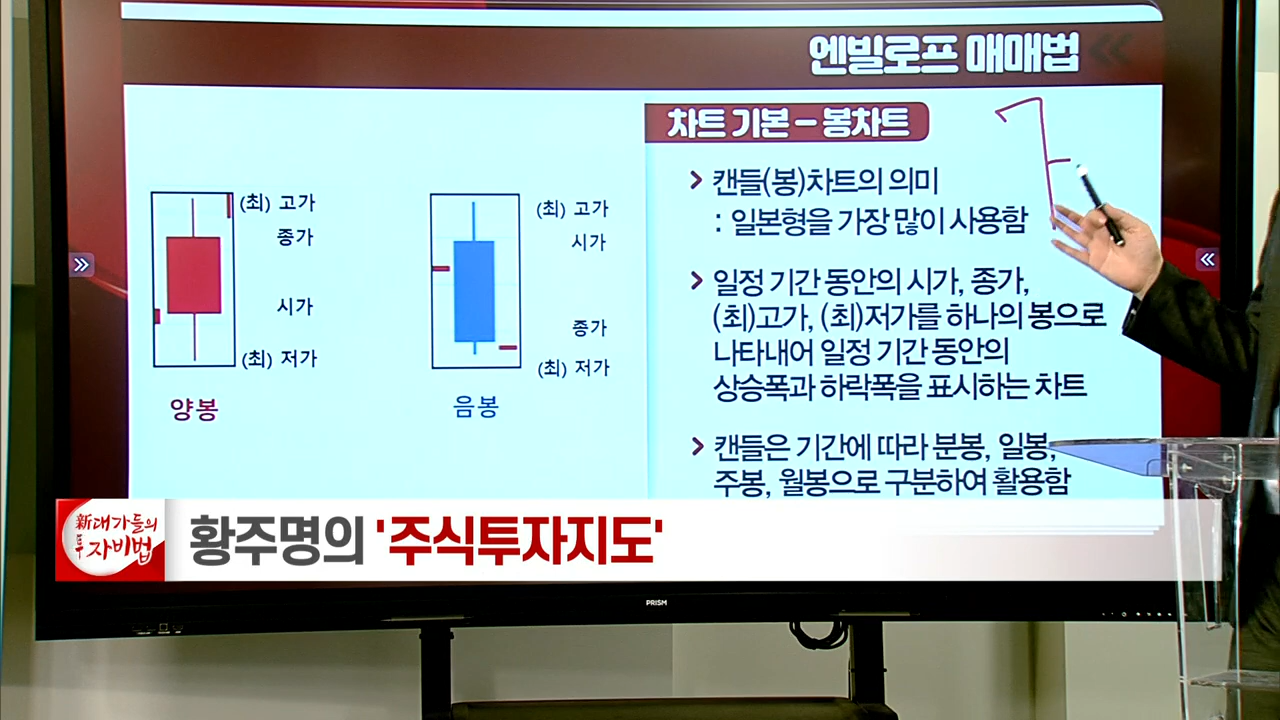 엔빌로프 매매법
차트 기본 – 봉차트
(최) 고가
종가
시가
(최) 저가
양봉
(최) 고가
시가
종가
(최) 저가
음봉
캔들(봉)차트의 의미
: 일본형을 가장 많이 사용함
일정 기간 동안의 시가, 종가,
(최)고가, (최)저가를 하나의 봉으로
나타내어 일정 기간 동안의
상승폭과 하락폭을 표시하는 차트
캔들은 기간에 따라 분봉, 일봉,
주봉, 월봉으로 구분하여 활용함
新대가들의
투자비법
황주명의 '주식투자지도'
PRISM